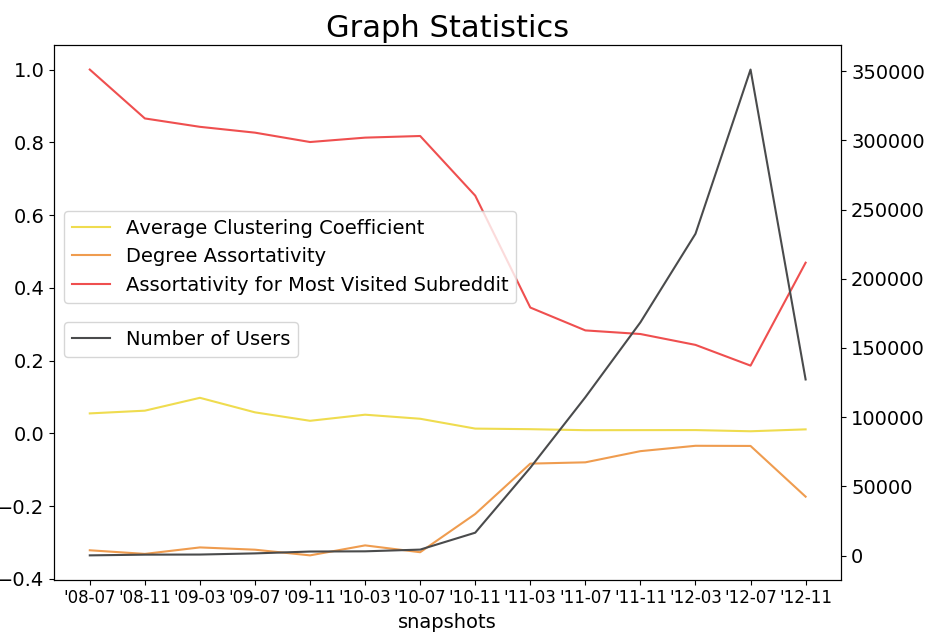 Graph Statistics
1.0
0.8
0.6
0.4
0.2
0.0
−0.2
−0.4
350000
300000
250000
200000
150000
100000
50000
0
Average Clustering Coefficient
Degree Assortativity
Assortativity for Most Visited Subreddit
Number of Users
'08-07 '08-11 '09-03 '09-07 '09-11 '10-03 '10-07 '10-11 '11-03 '11-07 '11-11 '12-03 '12-07 '12-11
snapshots